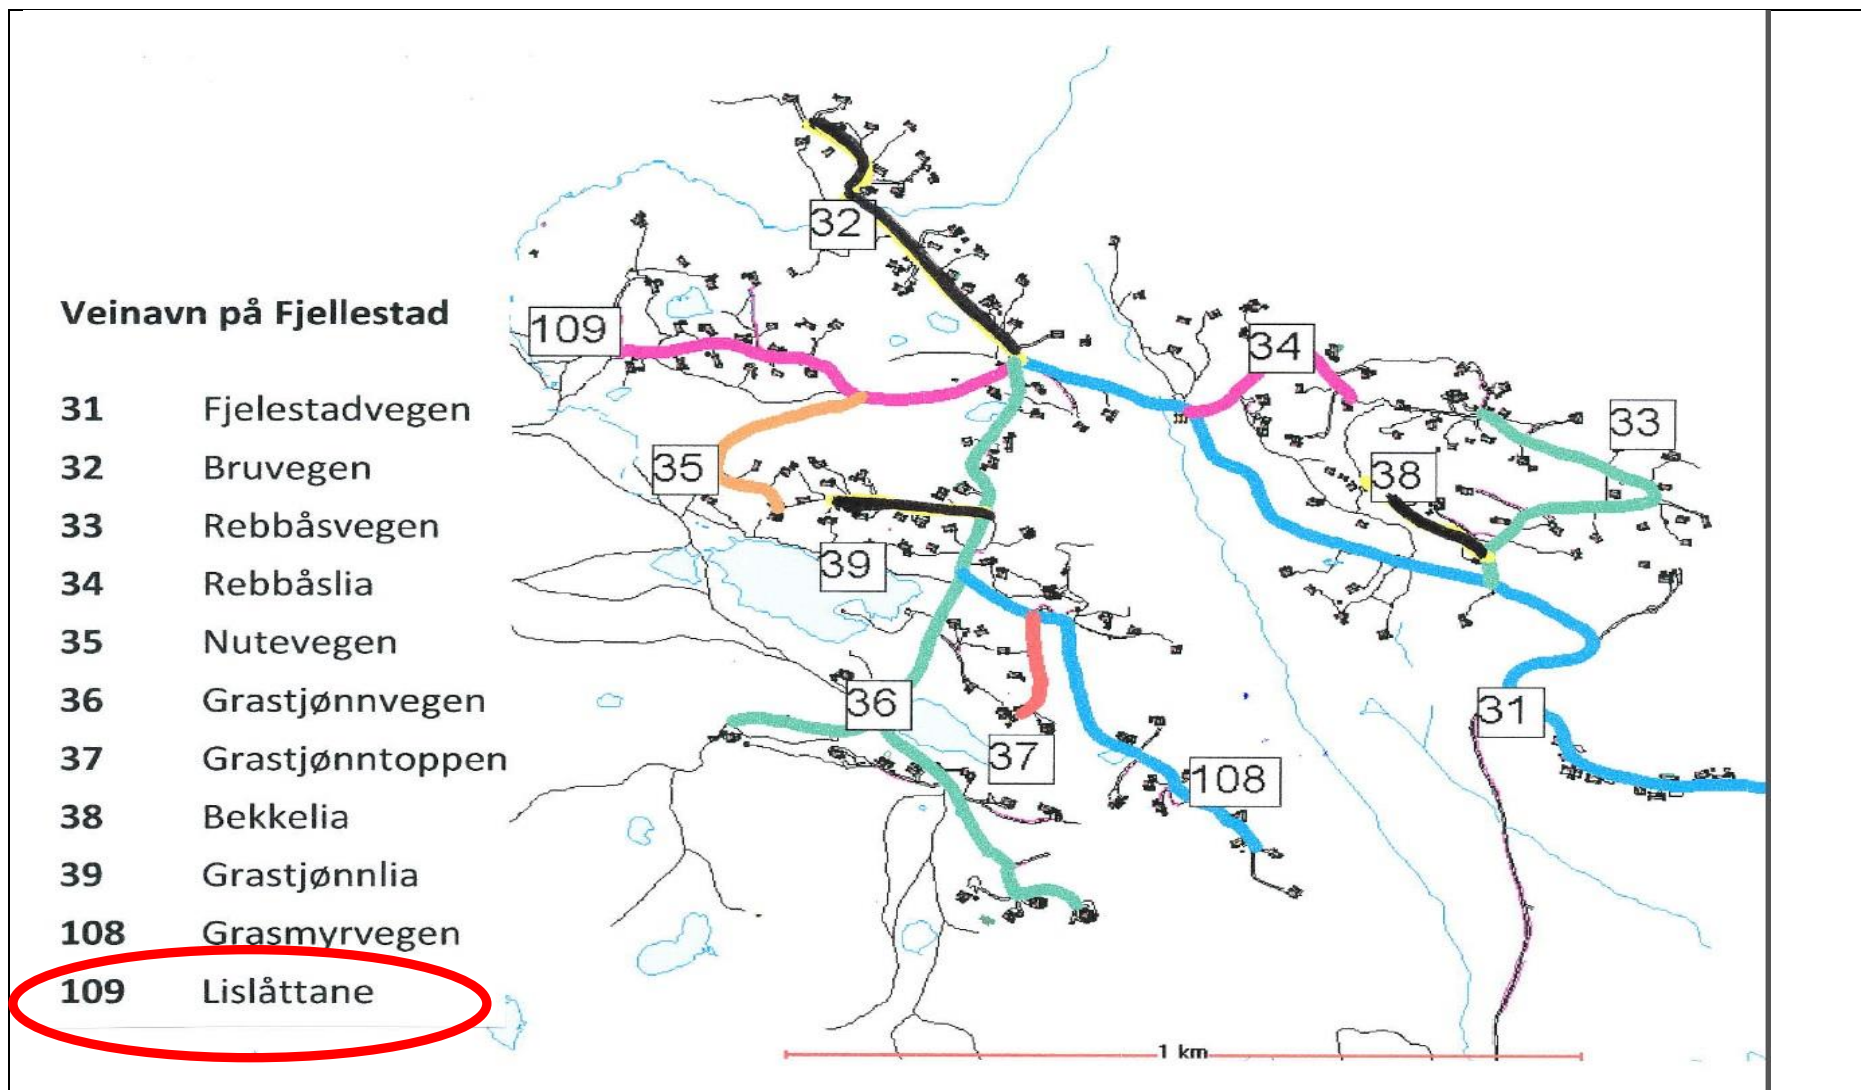 Veinavn på Fjellestad
31 Fjelestadvegen
32 Bruvegen
33 Rebbåsvegen
34 Rebbåslia
35 Nutevegen
36 Grastjønnvegen
37 Grastjønntoppen
38 Bekkelia
39 Grastjønnlia
108 Grasmyrvegen
109 Lislåttane
32
109
34
33
35
38
39
36
31
37
108
1 km